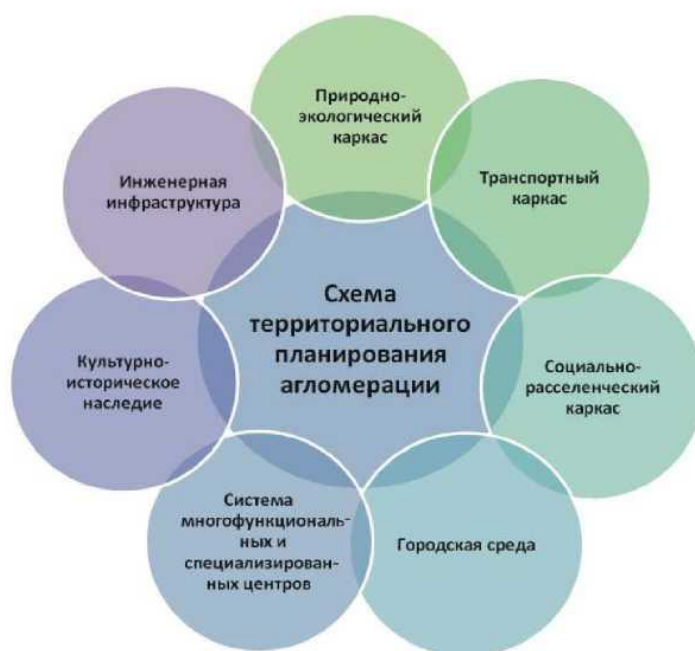 Природно-
экологический
каркас
Транспортный
каркас
Инженерная
инфраструктура
Схема
территориального
планирования
агломерации
Культурно-
историческое
наследие
Социально-
расселенческий
каркас
Система
многофункциональ-
ных и
специализирован-
ных центров
Городская среда